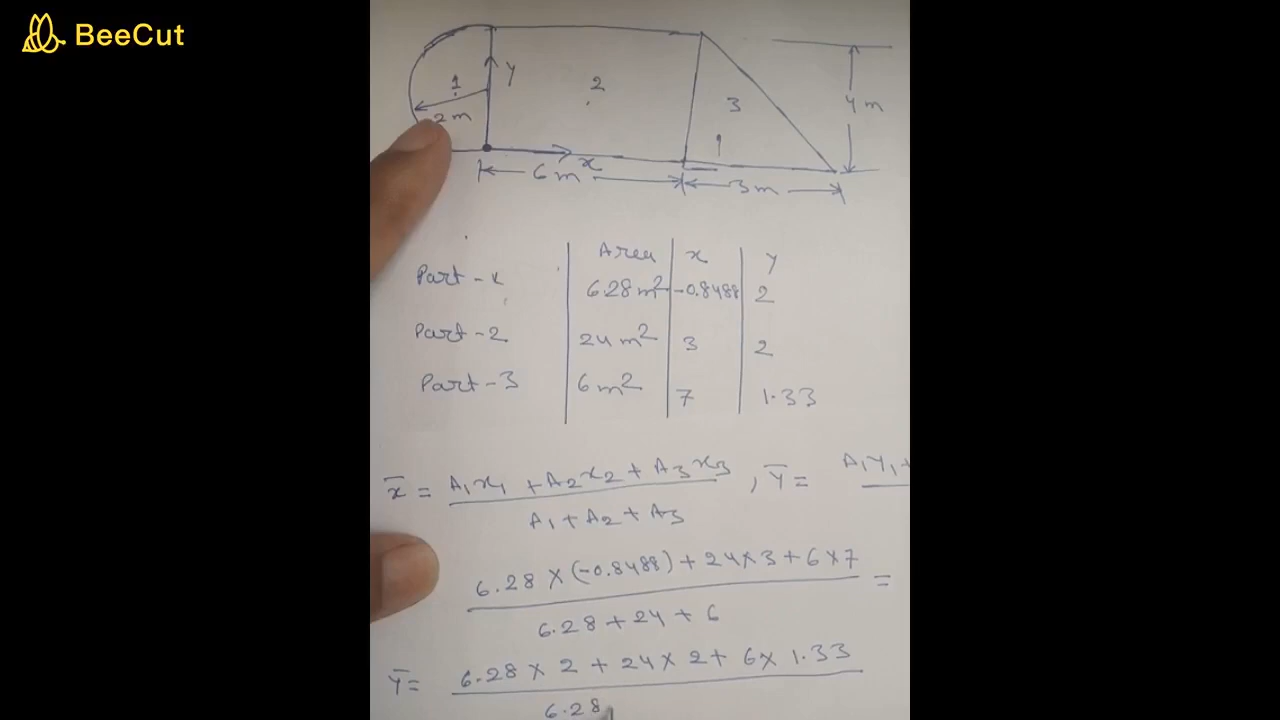 BeeCut
1
y
2
3
4 m
2 m
x
6 m
3 m
Area
x
y
Part-1
6.28 m²
-0.8488
2
Part-2
24 m²
3
2
Part-3
6 m²
7
1.33
x̄ = A₁x₁ + A₂x₂ + A₃x₃ / A₁ + A₂ + A₃ , ȳ = A₁y₁ +
6.28 × (-0.8488) + 24 × 3 + 6 × 7 / 6.28 + 24 + 6 =
ȳ = 6.28 × 2 + 24 × 2 + 6 × 1.33
6.28